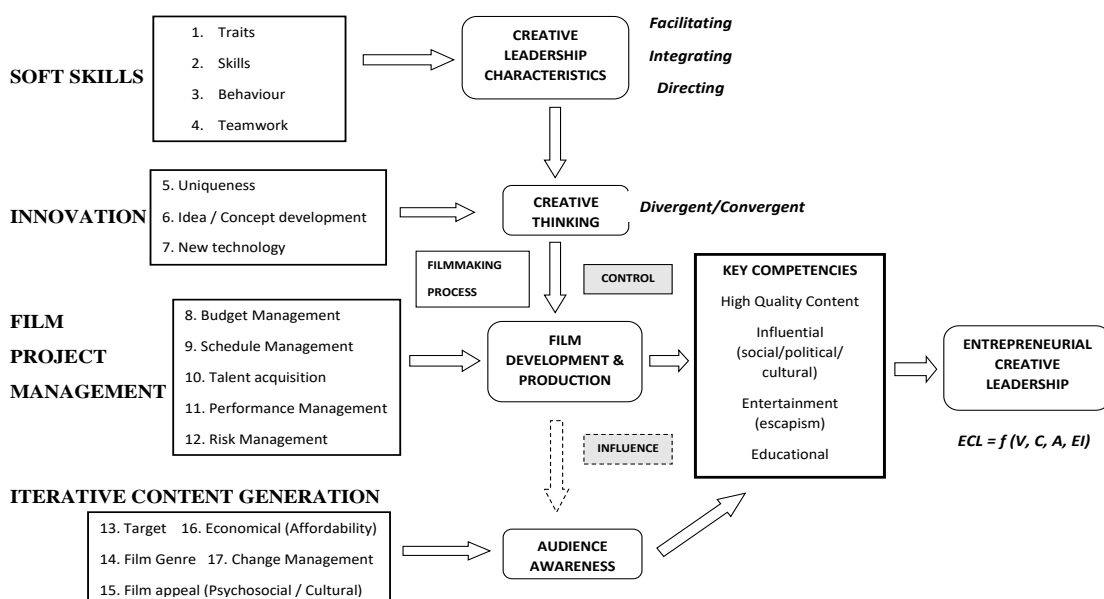 SOFT SKILLS
1. Traits
2. Skills
3. Behaviour
4. Teamwork
CREATIVE
LEADERSHIP
CHARACTERISTICS
Facilitating
Integrating
Directing
INNOVATION
5. Uniqueness
6. Idea / Concept development
7. New technology
CREATIVE
THINKING
Divergent/Convergent
FILMMAKING
PROCESS
CONTROL
FILM
PROJECT
MANAGEMENT
8. Budget Management
9. Schedule Management
10. Talent acquisition
11. Performance Management
12. Risk Management
FILM
DEVELOPMENT &
PRODUCTION
KEY COMPETENCIES
High Quality Content
Influential
(social/political/
cultural)
Entertainment
(escapism)
Educational
ENTREPRENEURIAL
CREATIVE
LEADERSHIP
ECL = f (V, C, A, EI)
INFLUENCE
ITERATIVE CONTENT GENERATION
13. Target 16. Economical (Affordability)
14. Film Genre 17. Change Management
15. Film appeal (Psychosocial / Cultural)
AUDIENCE
AWARENESS